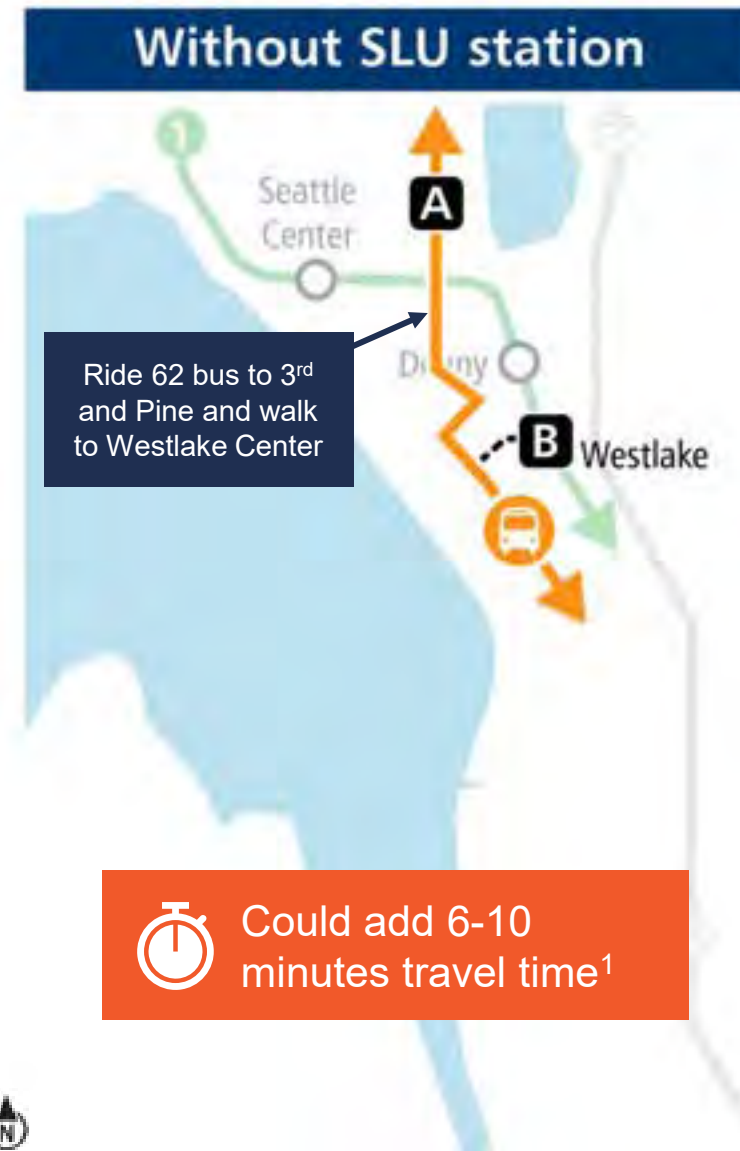 Without SLU station
1
Seattle
Center
A
Ride 62 bus to 3rd
and Pine and walk
to Westlake Center
B
Westlake
Could add 6-10
minutes travel time1
N